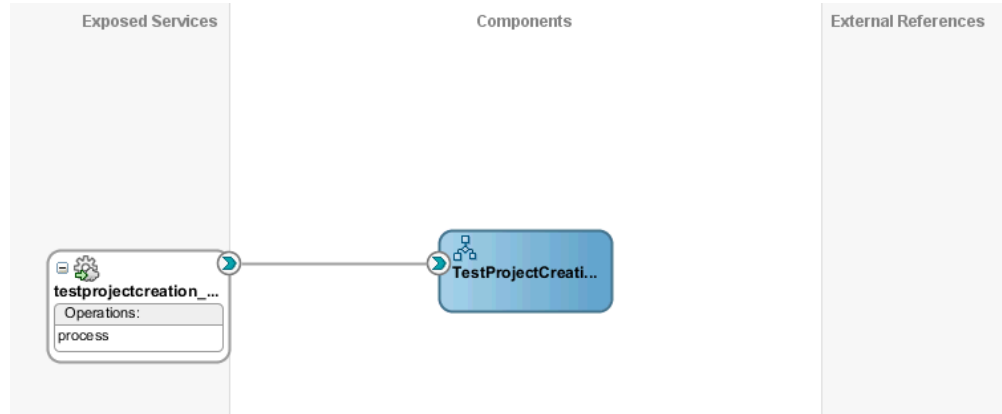 Exposed Services
Components
External References
testprojectcreation_...
Operations:
process
TestProjectCreati...